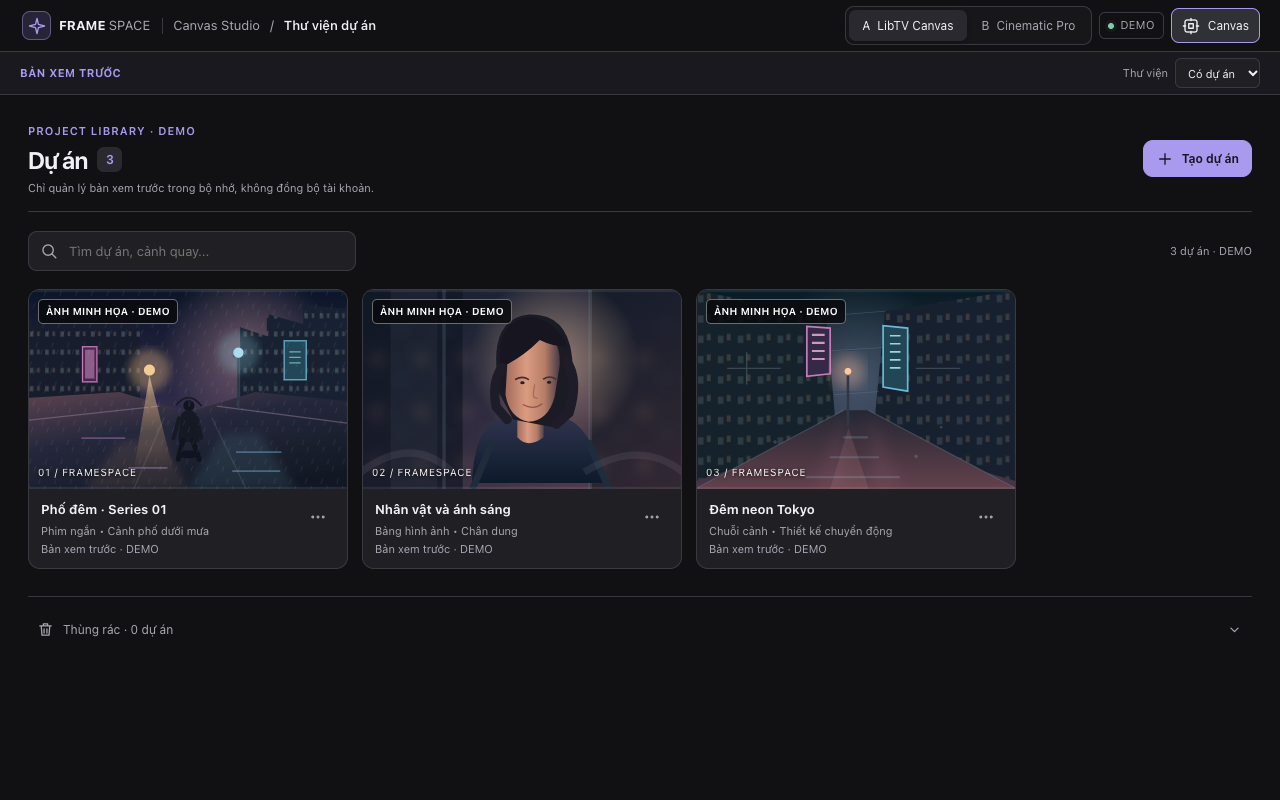 FRAME SPACE
Canvas Studio / Thư viện dự án
A LibTV Canvas
B Cinematic Pro
DEMO
Canvas
BẢN XEM TRƯỚC
Thư viện
Có dự án
PROJECT LIBRARY · DEMO
Dự án 3
Tạo dự án
Chỉ quản lý bản xem trước trong bộ nhớ, không đồng bộ tài khoản.
Tìm dự án, cảnh quay...
3 dự án · DEMO
ẢNH MINH HỌA · DEMO
01 / FRAMESPACE
Phố đêm · Series 01
Phim ngắn • Cảnh phố dưới mưa
Bản xem trước · DEMO
ẢNH MINH HỌA · DEMO
02 / FRAMESPACE
Nhân vật và ánh sáng
Bảng hình ảnh • Chân dung
Bản xem trước · DEMO
ẢNH MINH HỌA · DEMO
03 / FRAMESPACE
Đêm neon Tokyo
Chuỗi cảnh • Thiết kế chuyển động
Bản xem trước · DEMO
Thùng rác · 0 dự án